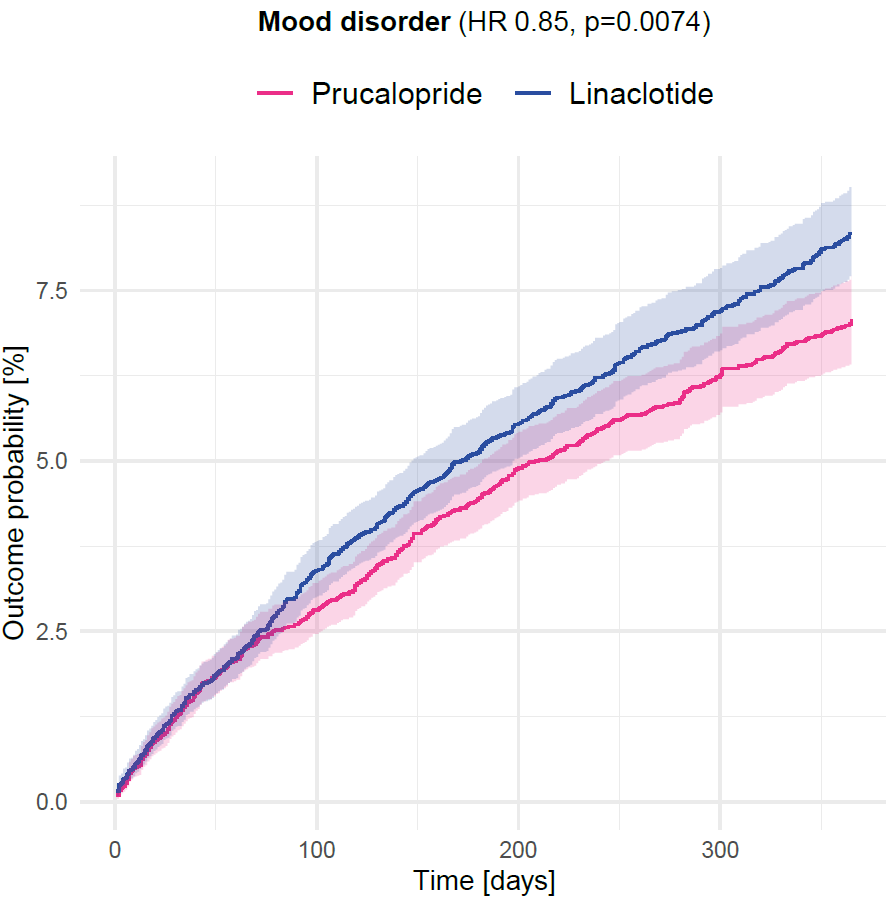 Mood disorder (HR 0.85, p=0.0074)
Prucalopride Linaclotide
Outcome probability [%]
7.5
5.0
2.5
0.0
0 100 200 300
Time [days]